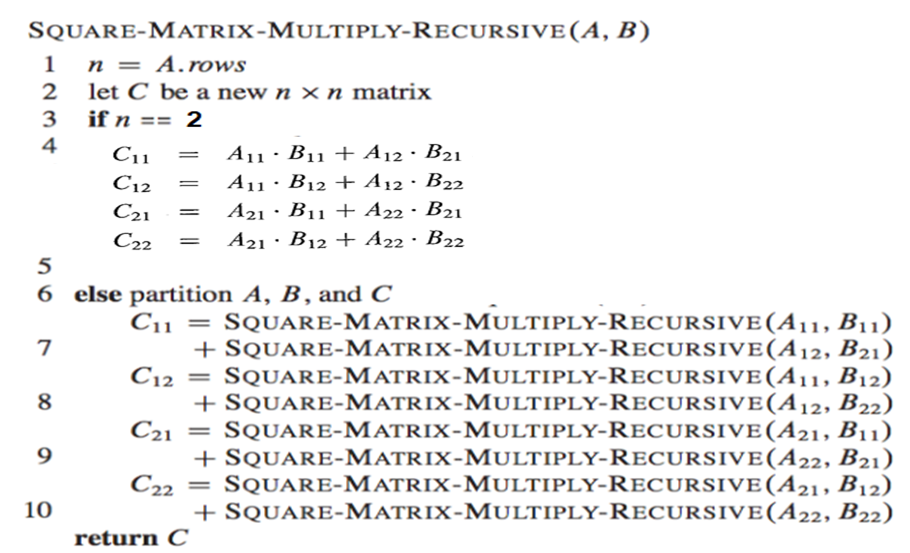 SQUARE-MATRIX-MULTIPLY-RECURSIVE(A, B)
1 n = A.rows
2 let C be a new n × n matrix
3 if n == 2
4 C₁₁ = A₁₁ · B₁₁ + A₁₂ · B₂₁
C₁₂ = A₁₁ · B₁₂ + A₁₂ · B₂₂
C₂₁ = A₂₁ · B₁₁ + A₂₂ · B₂₁
C₂₂ = A₂₁ · B₁₂ + A₂₂ · B₂₂
5
6 else partition A, B, and C
C₁₁ = SQUARE-MATRIX-MULTIPLY-RECURSIVE(A₁₁, B₁₁)
7 + SQUARE-MATRIX-MULTIPLY-RECURSIVE(A₁₂, B₂₁)
C₁₂ = SQUARE-MATRIX-MULTIPLY-RECURSIVE(A₁₁, B₁₂)
8 + SQUARE-MATRIX-MULTIPLY-RECURSIVE(A₁₂, B₂₂)
C₂₁ = SQUARE-MATRIX-MULTIPLY-RECURSIVE(A₂₁, B₁₁)
9 + SQUARE-MATRIX-MULTIPLY-RECURSIVE(A₂₂, B₂₁)
C₂₂ = SQUARE-MATRIX-MULTIPLY-RECURSIVE(A₂₁, B₁₂)
10 + SQUARE-MATRIX-MULTIPLY-RECURSIVE(A₂₂, B₂₂)
return C